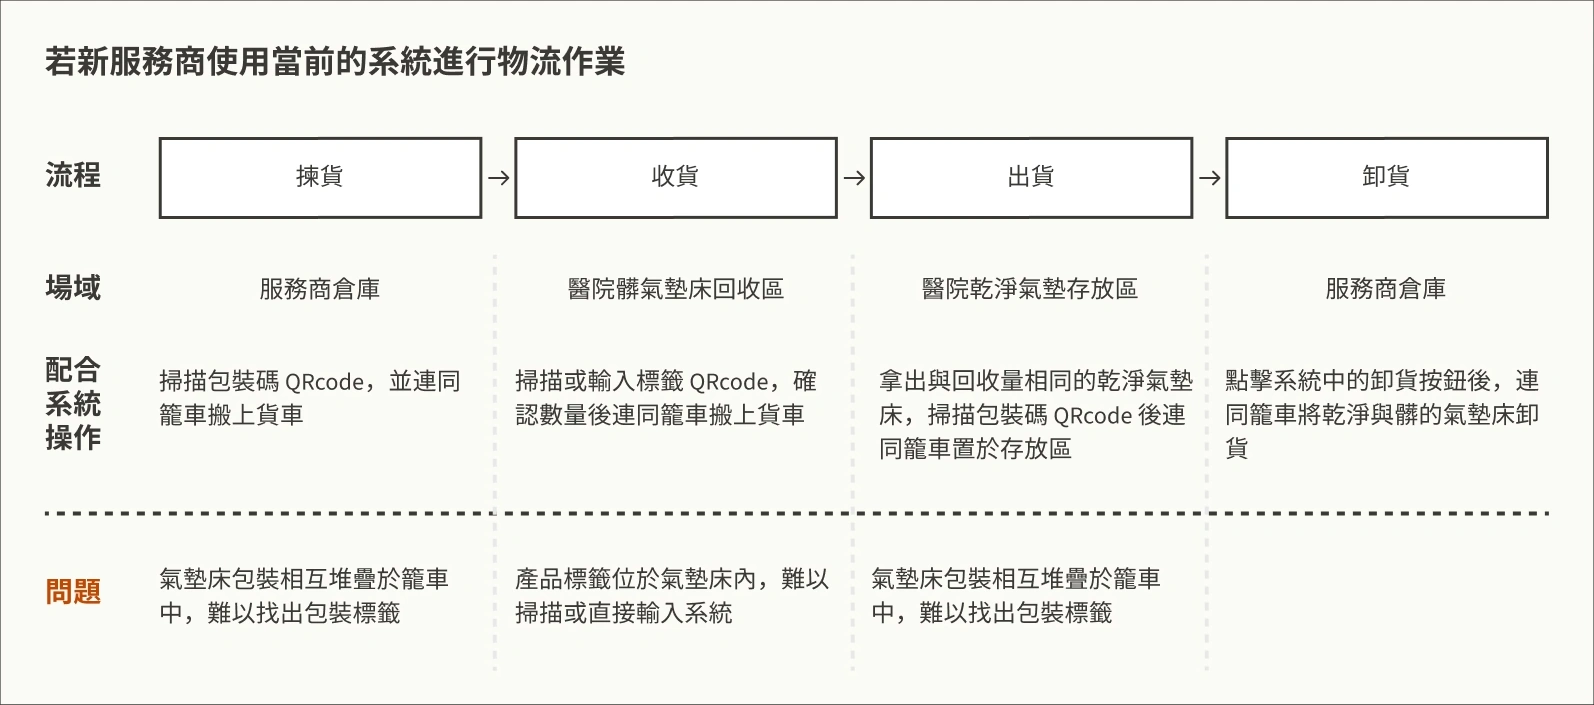 若新服務商使用當前的系統進行物流作業
流程
揀貨
→
收貨
→
出貨
→
卸貨
場域
服務商倉庫
醫院髒氣墊床回收區
醫院乾淨氣墊存放區
服務商倉庫
配合
系統
操作
掃描包裝碼 QRcode，並連同
籠車搬上貨車
掃描或輸入標籤 QRcode，確
認數量後連同籠車搬上貨車
拿出與回收量相同的乾淨氣墊
床，掃描包裝碼 QRcode 後連
同籠車置於存放區
點擊系統中的卸貨按鈕後，連
同籠車將乾淨與髒的氣墊床卸
貨
問題
氣墊床包裝相互堆疊於籠車
中，難以找出包裝標籤
產品標籤位於氣墊床內，難以
掃描或直接輸入系統
氣墊床包裝相互堆疊於籠車
中，難以找出包裝標籤